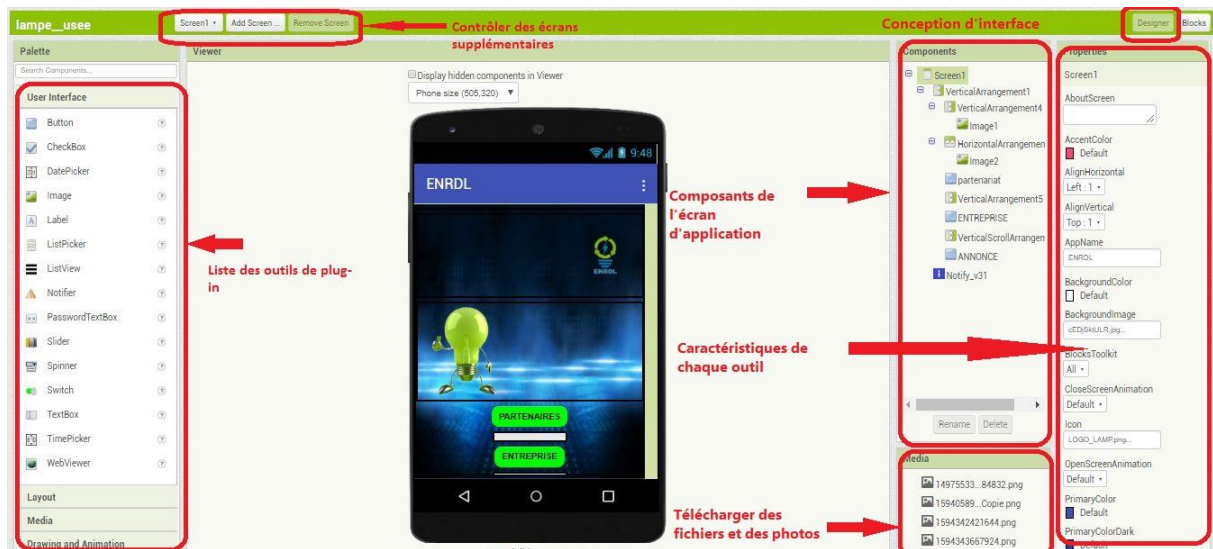 lampe__usee
Screen1
Add Screen ...
Remove Screen
Contrôler des écrans
supplémentaires
Conception d'interface
Designer
Blocks
Palette
Search Components...
User Interface
Button
CheckBox
DatePicker
Image
Label
ListPicker
ListView
Notifier
PasswordTextBox
Slider
Spinner
Switch
TextBox
TimePicker
WebViewer
Layout
Media
Drawing and Animation
Liste des outils de plug-
in
Viewer
Display hidden components in Viewer
Phone size (505,320)
9:48
ENRDL
ENRDL
PARTENAIRES
ENTREPRISE
Composants de
l'écran
d'application
Caractéristiques de
chaque outil
Télécharger des
fichiers et des photos
Components
Screen1
VerticalArrangement1
VerticalArrangement4
Image1
HorizontalArrangemen
Image2
partenariat
VerticalArrangement5
ENTREPRISE
VerticalScrollArrangen
ANNONCE
Notify_v31
Rename
Delete
Media
14975533...84832.png
15940589...Copie.png
1594342421644.png
1594343667924.png
Properties
Screen1
AboutScreen
AccentColor
Default
AlignHorizontal
Left : 1
AlignVertical
Top : 1
AppName
ENRDL
BackgroundColor
Default
BackgroundImage
cEDjSktULR.jpg...
BlocksToolkit
All
CloseScreenAnimation
Default
Icon
LOGO_LAMP.png...
OpenScreenAnimation
Default
PrimaryColor
Default
PrimaryColorDark
Default